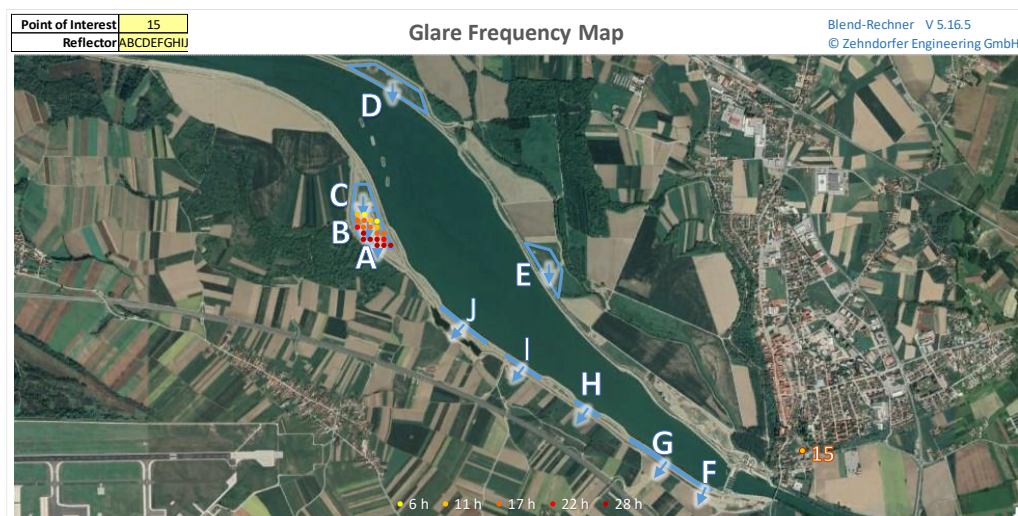 Point of Interest 15
Reflector ABCDEFGHIJ
Glare Frequency Map
Blend-Rechner V 5.16.5
© Zehndorfer Engineering GmbH
D
C
B
A
E
J
I
H
G
F
15
6 h 11 h 17 h 22 h 28 h